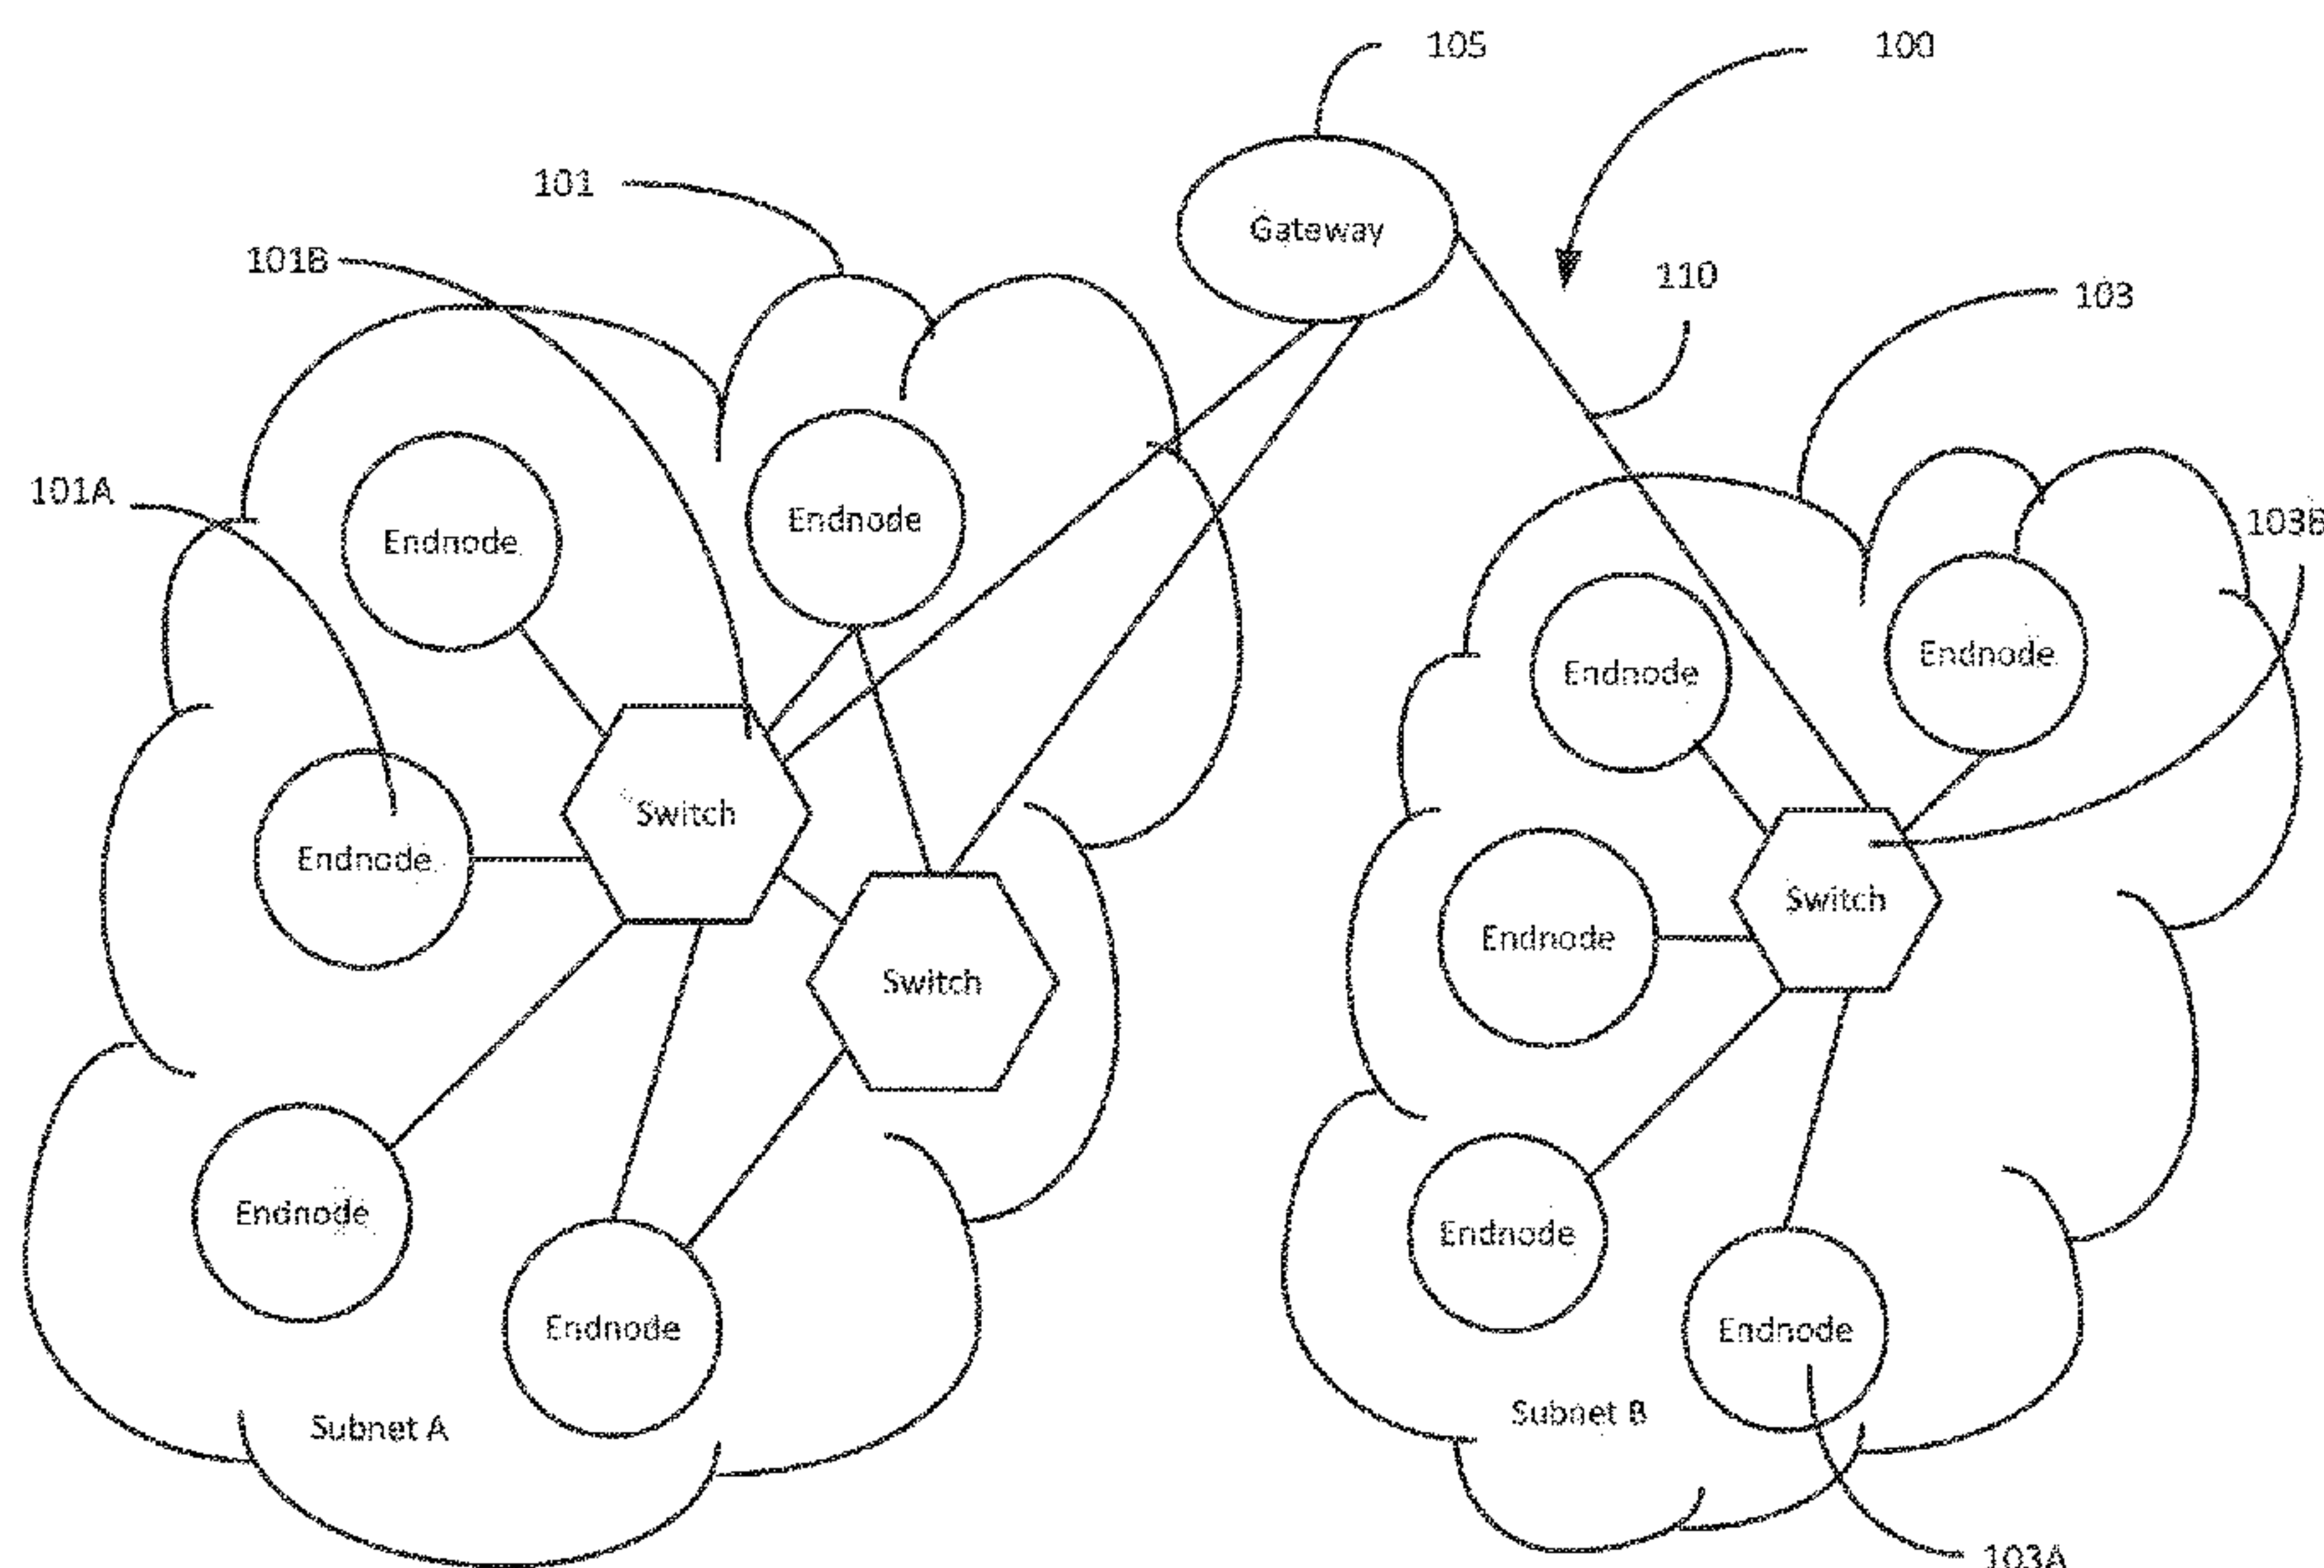 105
100
101
Gateway
101B
110
103
101A
Endnode
Endnode
103B
Endnode
Endnode
Switch
Endnode
Switch
Endnode
Switch
Endnode
Endnode
Endnode
Endnode
Endnode
Subnet A
Subnet B
103A